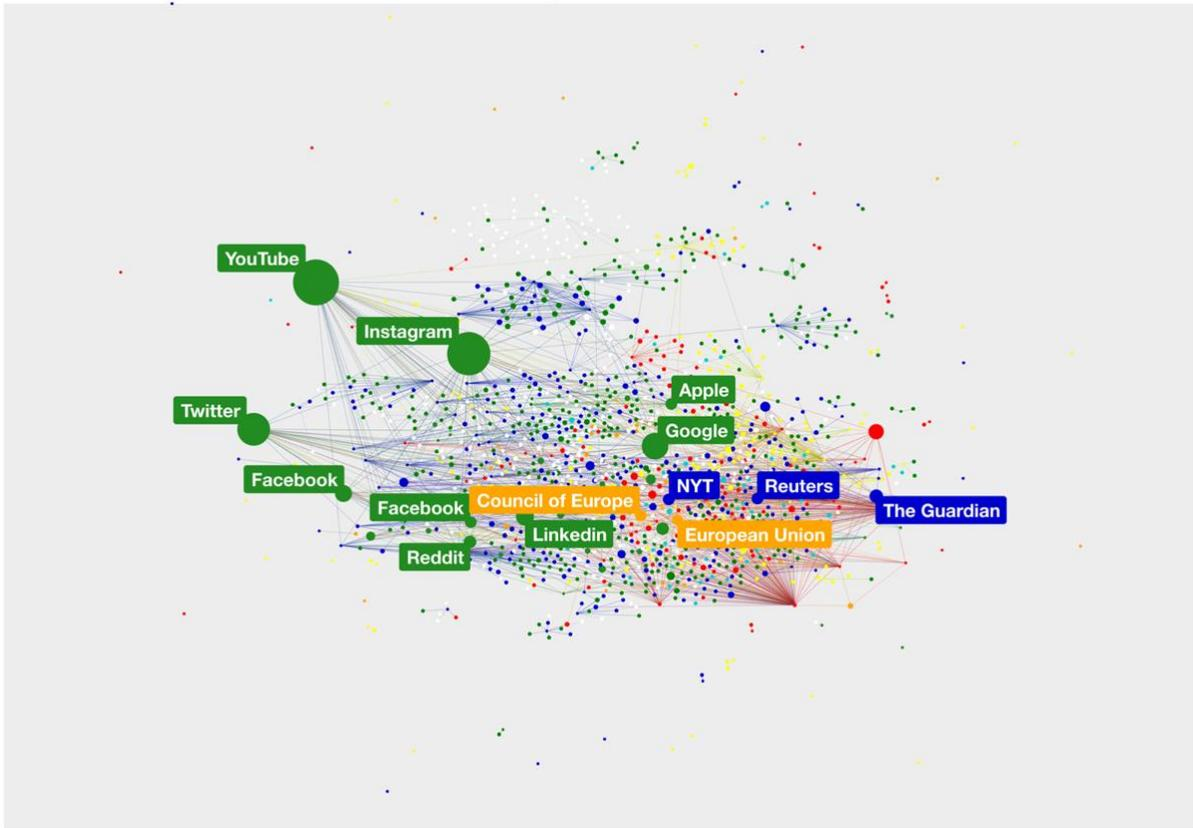 YouTube
Instagram
Apple
Twitter
Google
Facebook
NYT
Reuters
Council of Europe
Facebook
The Guardian
Linkedin
European Union
Reddit